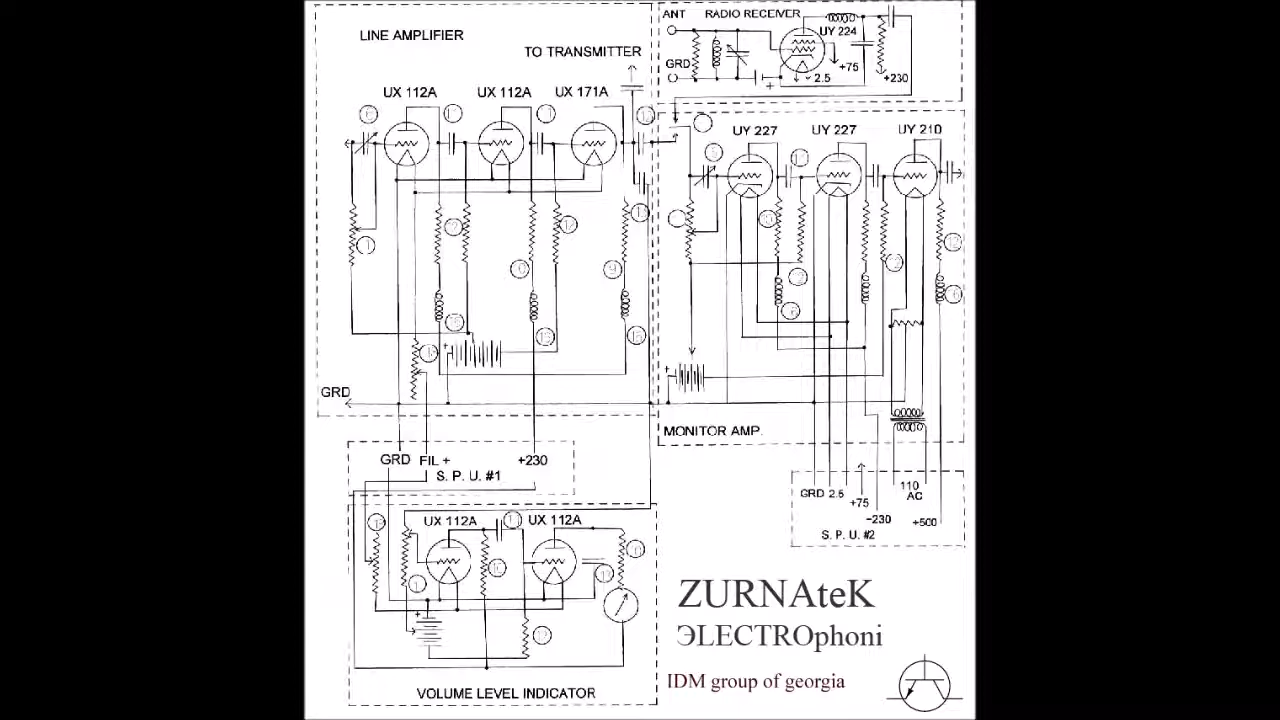 ANT RADIO RECEIVER
UY 224
GRD
+75
2.5
+
+230
LINE AMPLIFIER
TO TRANSMITTER
UX 112A UX 112A UX 171A
UY 227 UY 227 UY 210
GRD
MONITOR AMP.
GRD FIL + +230
S. P. U. #1
GRD 2.5 +75 −230 110 AC +500
S. P. U. #2
UX 112A UX 112A
VOLUME LEVEL INDICATOR
ZURNAteK
ЭLECTROphoni
IDM group of georgia